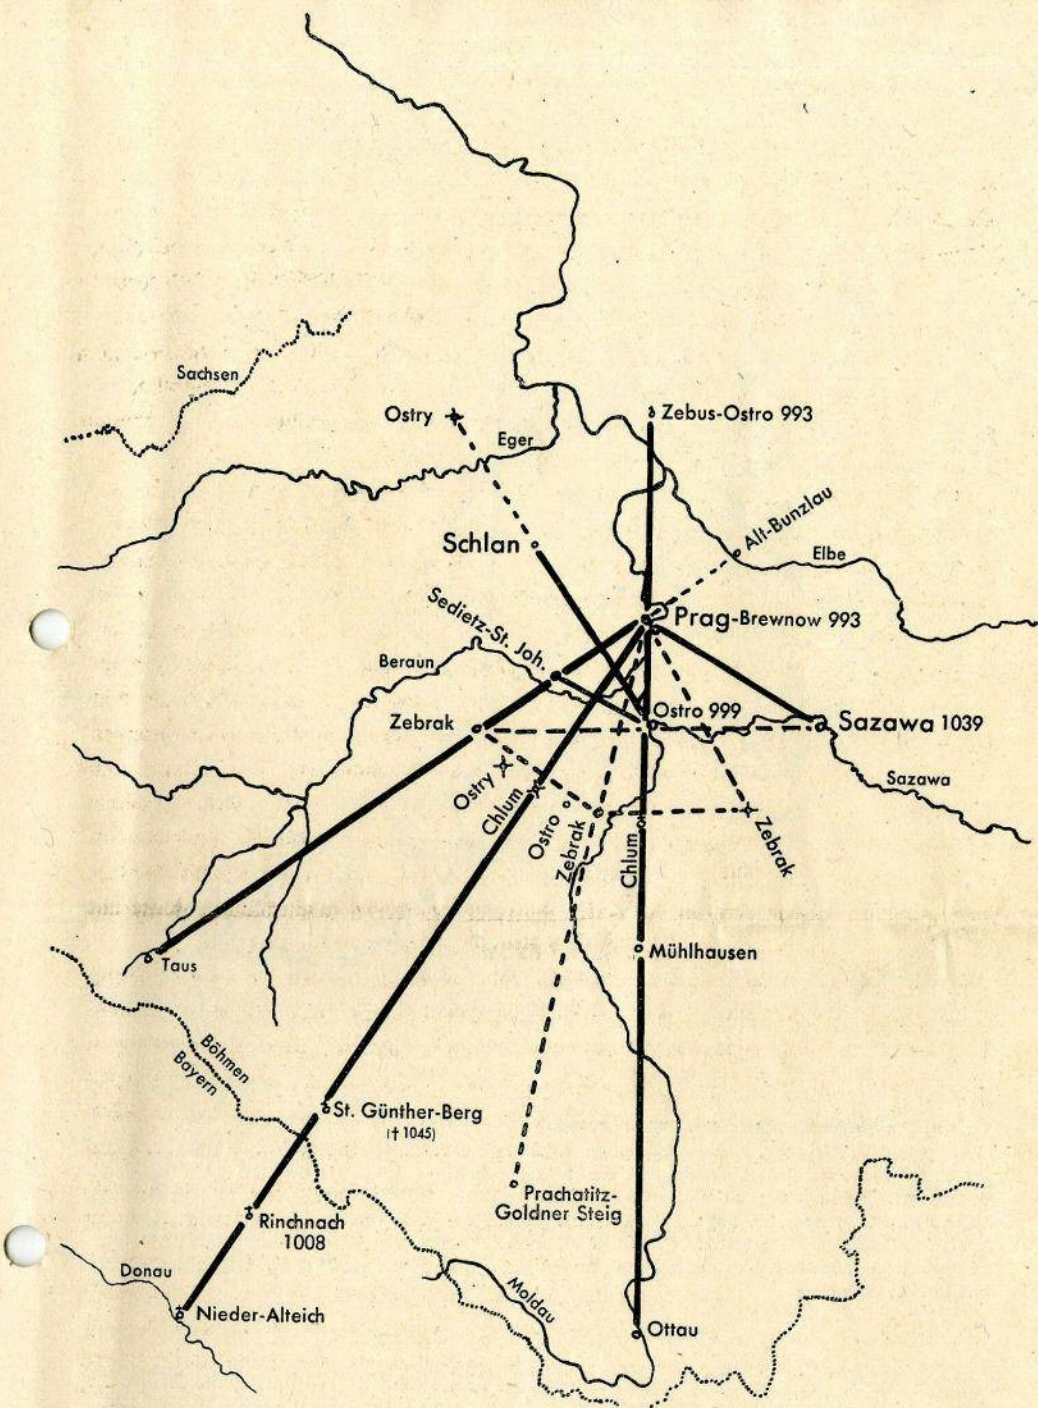 Sachsen
Ostry
Zebus-Ostro 993
Eger
Schlan
Alt-Bunzlau
Elbe
Sedietz-St. Joh.
Prag-Brewnow 993
Beraun
Zebrak
Ostro 999
Sazawa 1039
Sazawa
Ostry
Chlum
Ostro
Zebrak
Chlum
Zebrak
Mühlhausen
Taus
Böhmen
Bayern
St. Günther-Berg
(† 1045)
Prachatitz-
Goldner Steig
Rinchnach
1008
Donau
Nieder-Alteich
Moldau
Ottau